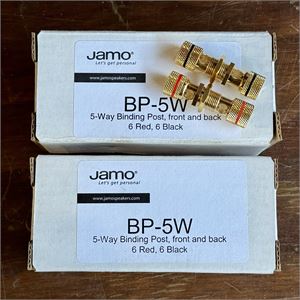 Jamo
Let's get personal
www.jamospeakers.com
BP-5W
5-Way Binding Post, front and back
6 Red, 6 Black
Jamo
Let's get personal
www.jamospeakers.com
BP-5W
5-Way Binding Post, front and back
6 Red, 6 Black